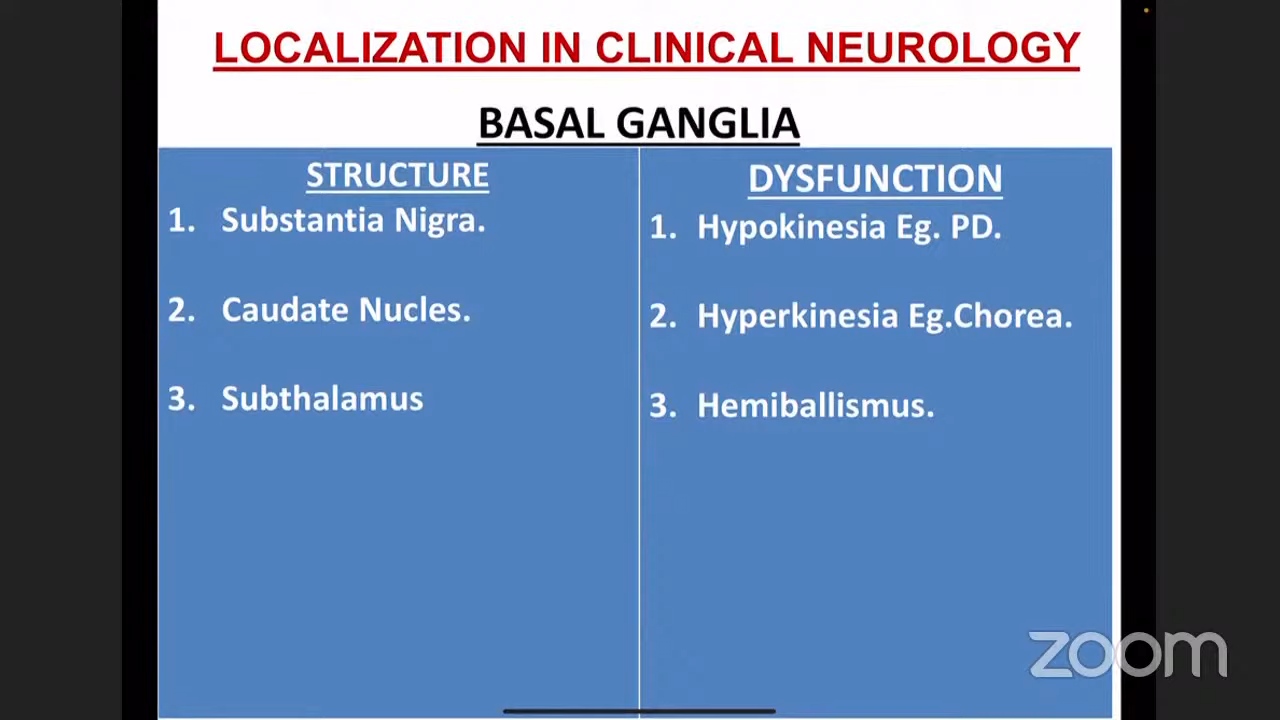 LOCALIZATION IN CLINICAL NEUROLOGY
BASAL GANGLIA
STRUCTURE
1. Substantia Nigra.
2. Caudate Nucles.
3. Subthalamus
DYSFUNCTION
1. Hypokinesia Eg. PD.
2. Hyperkinesia Eg.Chorea.
3. Hemiballismus.
zoom